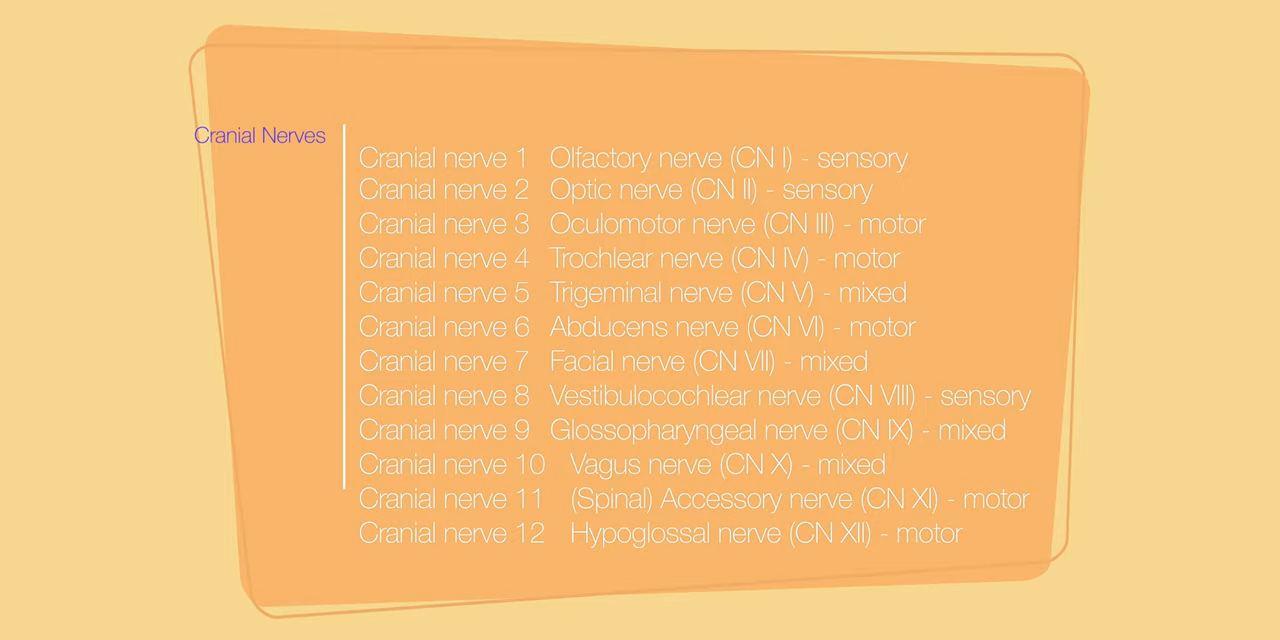 Cranial Nerves
Cranial nerve 1 Olfactory nerve (CN I) - sensory
Cranial nerve 2 Optic nerve (CN II) - sensory
Cranial nerve 3 Oculomotor nerve (CN III) - motor
Cranial nerve 4 Trochlear nerve (CN IV) - motor
Cranial nerve 5 Trigeminal nerve (CN V) - mixed
Cranial nerve 6 Abducens nerve (CN VI) - motor
Cranial nerve 7 Facial nerve (CN VII) - mixed
Cranial nerve 8 Vestibulocochlear nerve (CN VIII) - sensory
Cranial nerve 9 Glossopharyngeal nerve (CN IX) - mixed
Cranial nerve 10 Vagus nerve (CN X) - mixed
Cranial nerve 11 (Spinal) Accessory nerve (CN XI) - motor
Cranial nerve 12 Hypoglossal nerve (CN XII) - motor